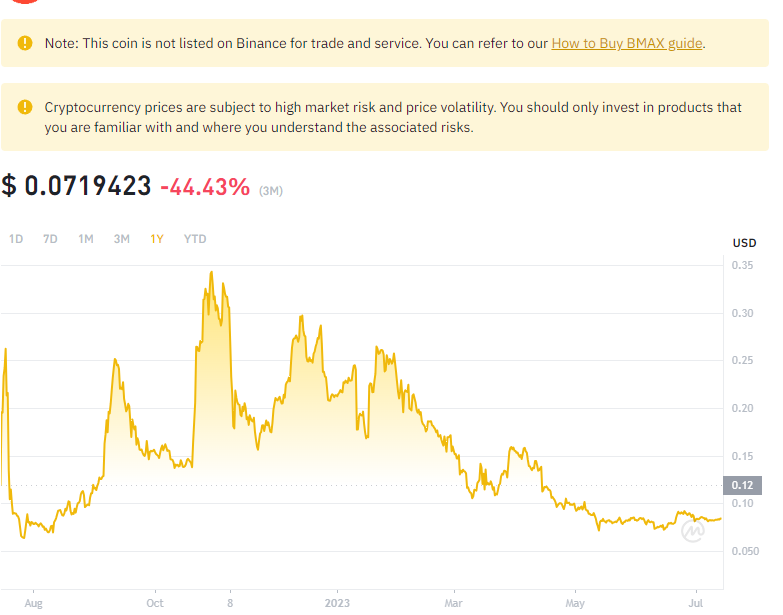 Note: This coin is not listed on Binance for trade and service. You can refer to our How to Buy BMAX guide.
Cryptocurrency prices are subject to high market risk and price volatility. You should only invest in products that
you are familiar with and where you understand the associated risks.
$ 0.0719423 -44.43% (3M)
1D 7D 1M 3M 1Y YTD
USD
0.35
0.30
0.25
0.20
0.15
0.12
0.10
0.050
Aug Oct 8 2023 Mar May Jul